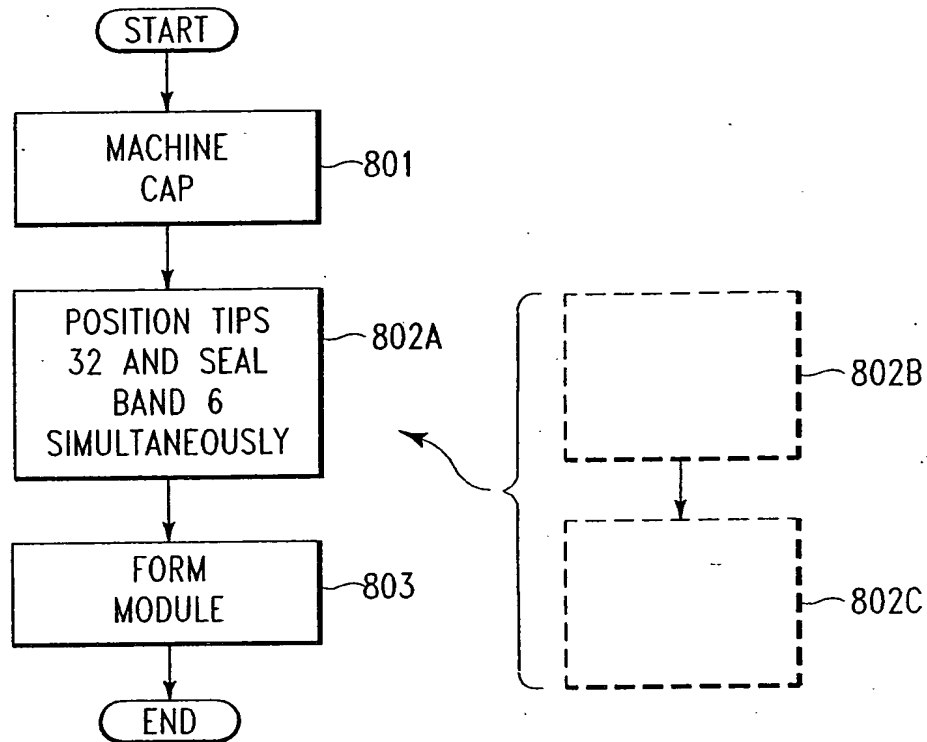 START
MACHINE
CAP
801
POSITION TIPS
32 AND SEAL
BAND 6
SIMULTANEOUSLY
802A
802B
FORM
MODULE
803
802C
END